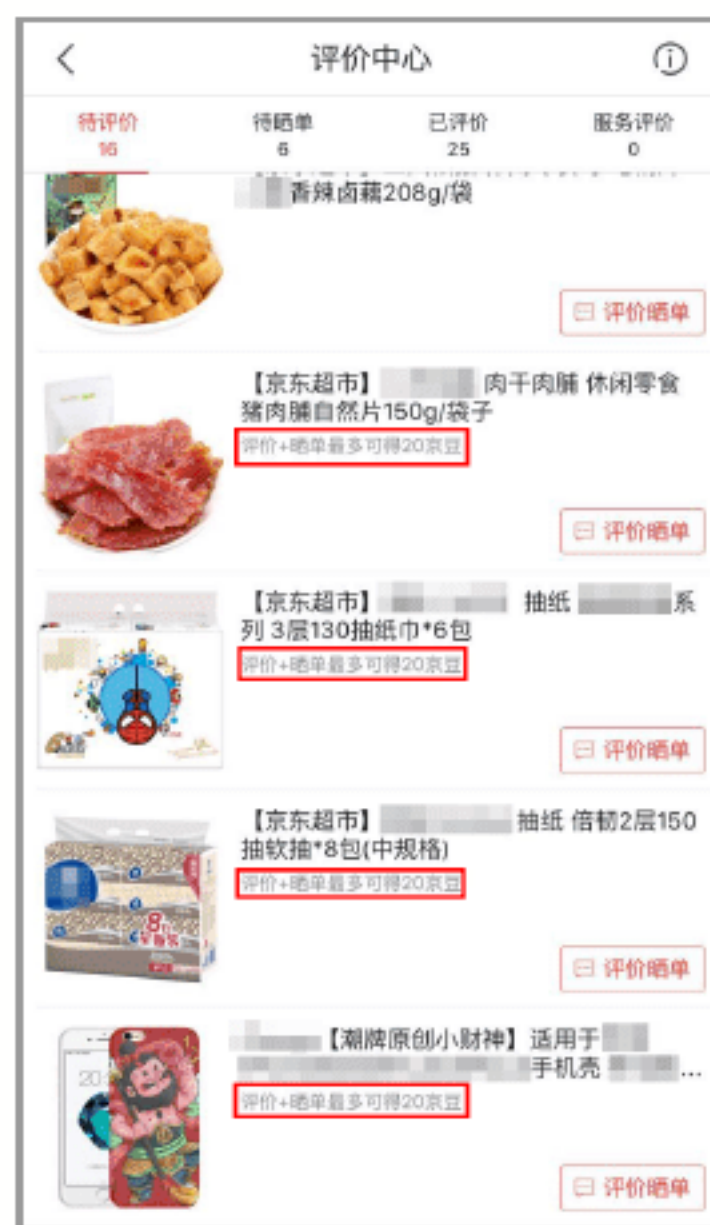 评价中心
待评价 待晒单 已评价 服务评价
16 6 25 0
香辣卤藕208g/袋
评价晒单
【京东超市】 肉干肉脯 休闲零食
猪肉脯自然片150g/袋子
评价+晒单最多可得20京豆
评价晒单
【京东超市】 抽纸 系
列 3层130抽纸巾*6包
评价+晒单最多可得20京豆
评价晒单
【京东超市】 抽纸 倍韧2层150
抽软抽*8包(中规格)
评价+晒单最多可得20京豆
评价晒单
【潮牌原创小财神】适用于
手机壳 ...
评价+晒单最多可得20京豆
评价晒单